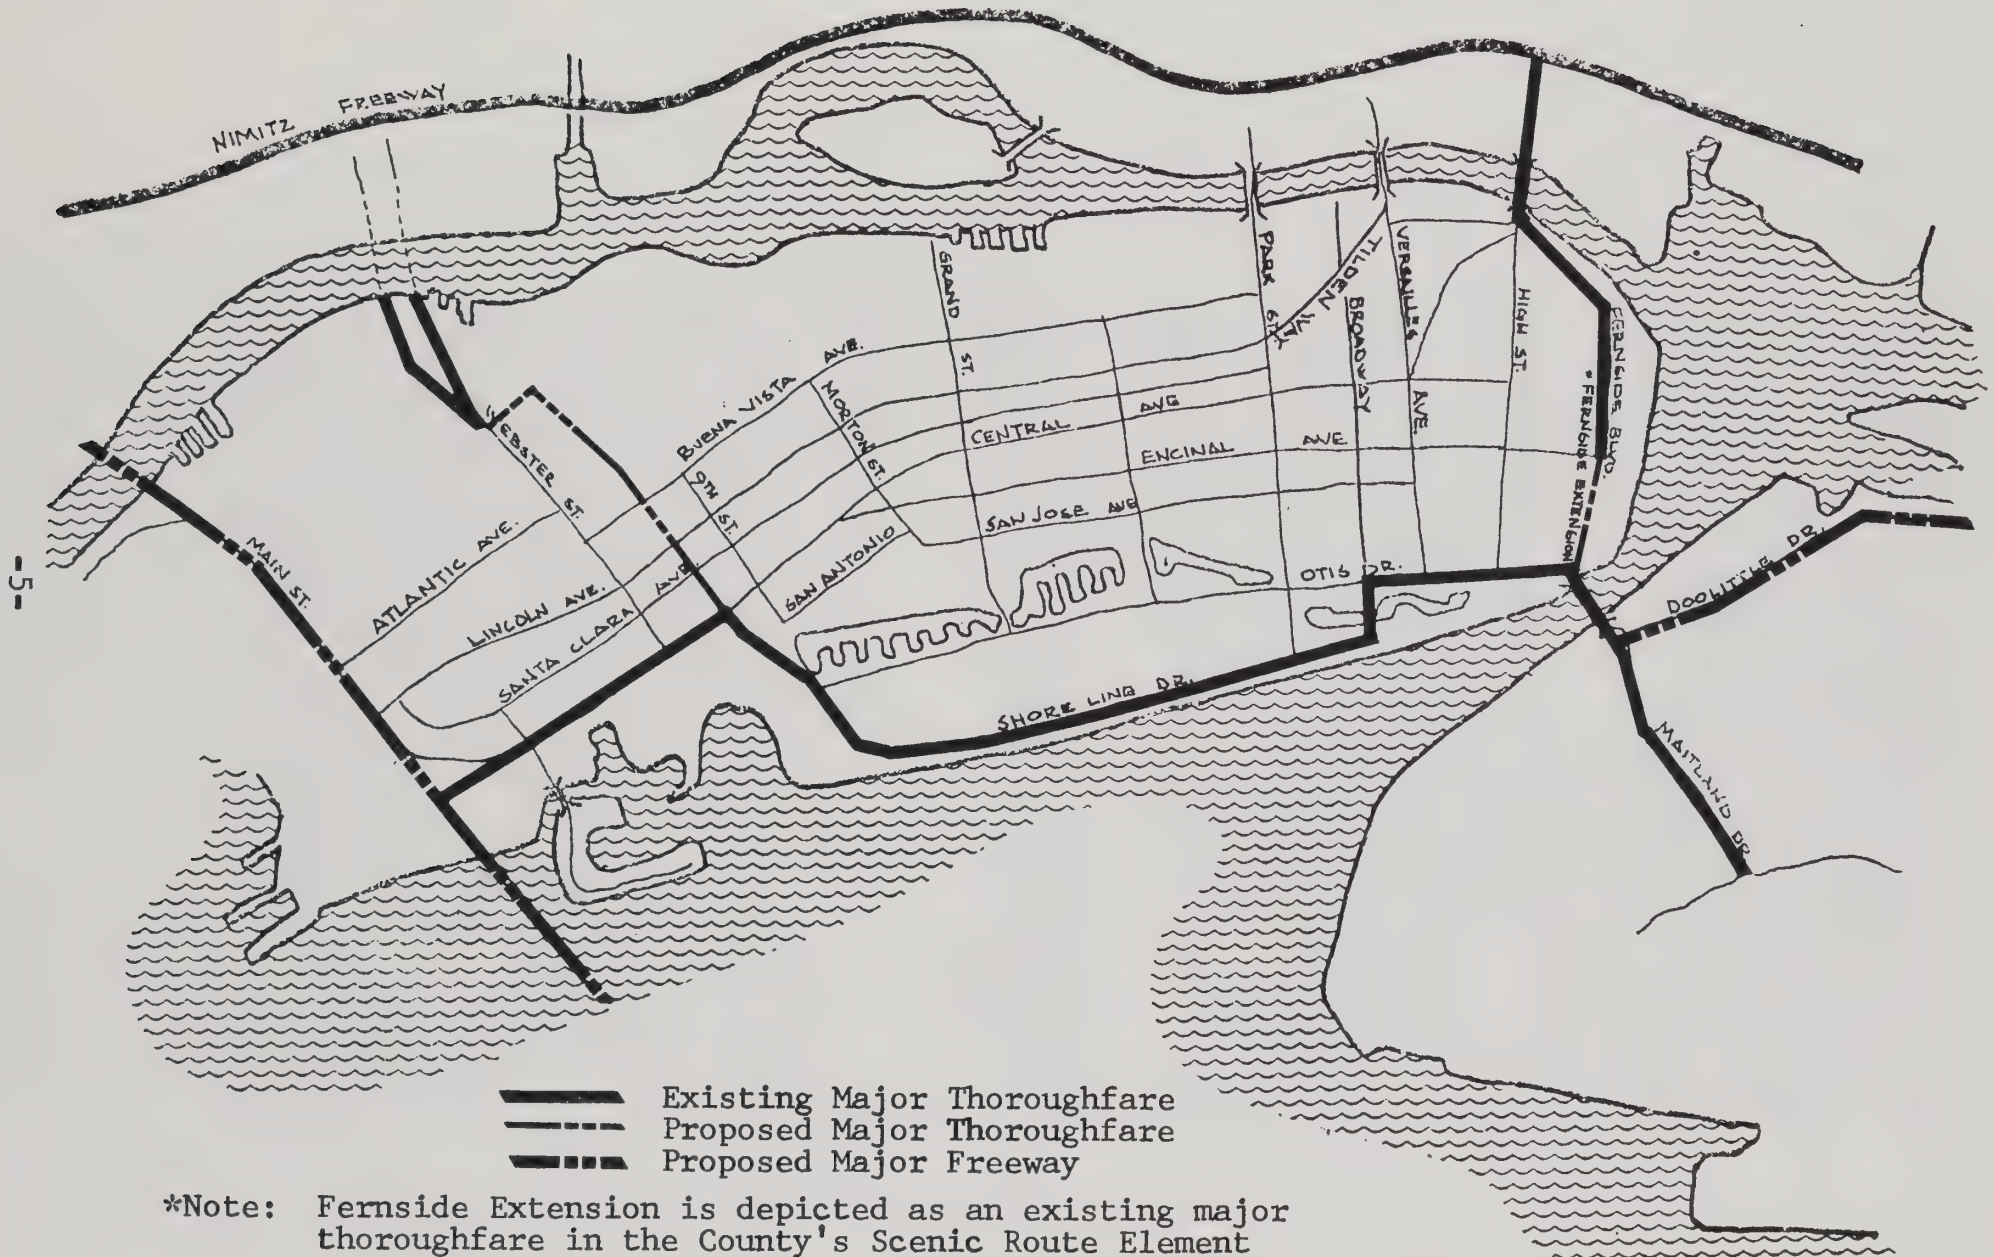 NIMITZ FREEWAY
GRAND ST.
PARK ST.
TILDEN WAY
BROADWAY
VERSAILLES AVE.
HIGH ST.
FERNSIDE BLVD.
*FERNSIDE EXTENSION
BUENA VISTA AVE.
MORTON ST.
CENTRAL AVE
ENCINAL AVE
9TH ST.
SAN ANTONIO
SAN JOSE AVE
WEBSTER ST.
ATLANTIC AVE.
LINCOLN AVE.
SANTA CLARA AVE
MAIN ST.
OTIS DR.
DOOLITTLE DR.
SHORE LINE DR.
MAITLAND DR.
-5-
Existing Major Thoroughfare
Proposed Major Thoroughfare
Proposed Major Freeway
*Note: Fernside Extension is depicted as an existing major
thoroughfare in the County's Scenic Route Element